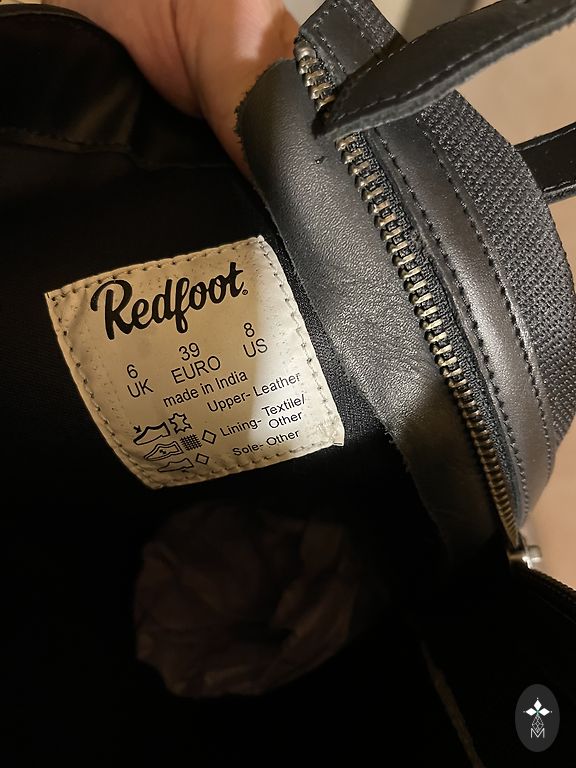 Redfoot
6 39 8
UK EURO US
made in India
Upper- Leather
Lining- Textile/
Other
Sole- Other
M